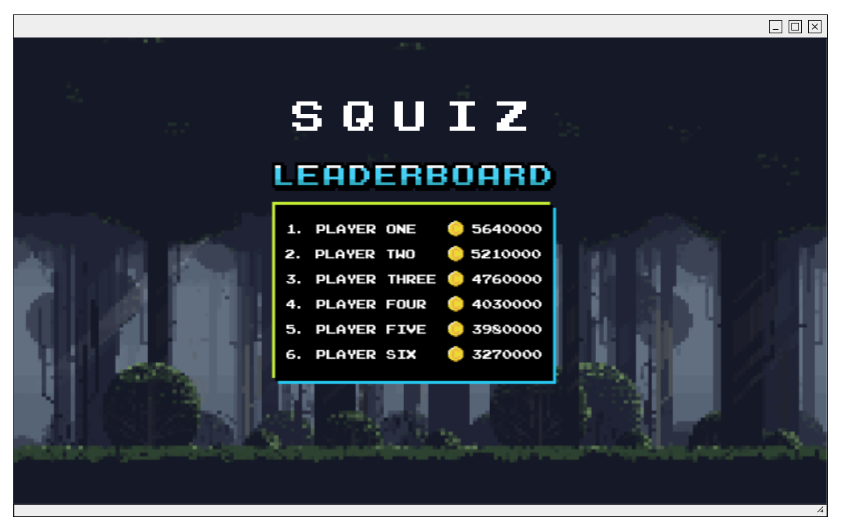 S Q U I Z
LEADERBOARD
1. PLAYER ONE 5640000
2. PLAYER TWO 5210000
3. PLAYER THREE 4760000
4. PLAYER FOUR 4030000
5. PLAYER FIVE 3980000
6. PLAYER SIX 3270000